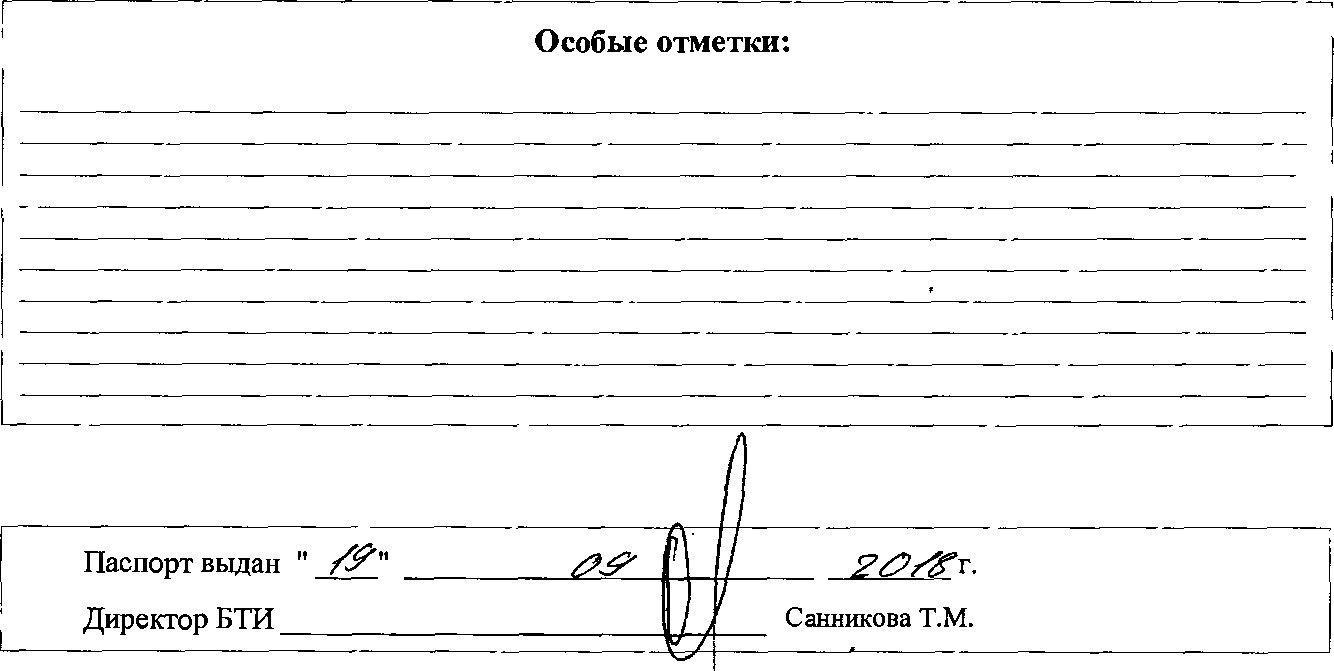 Особые отметки:
Паспорт выдан "19" 09 2018 г.
Директор БТИ Санникова Т.М.